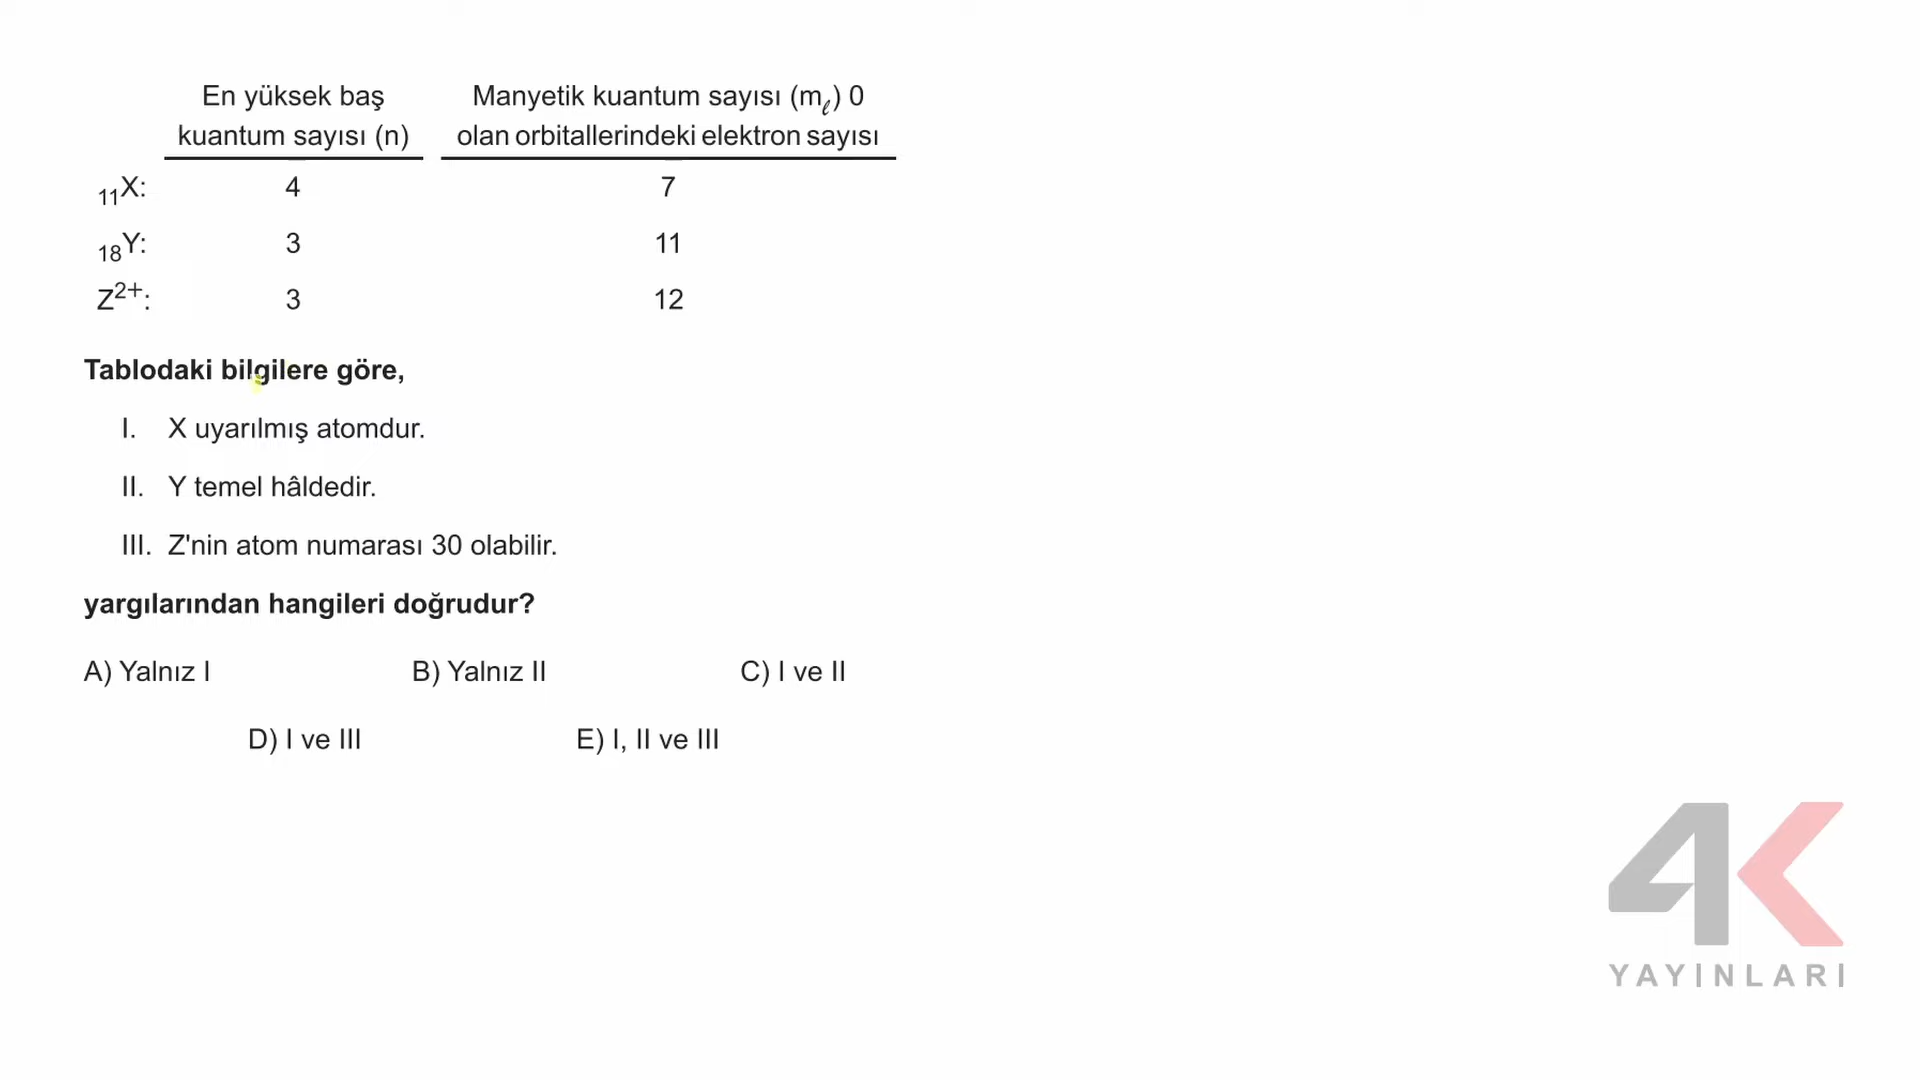 En yüksek baş kuantum sayısı (n)
Manyetik kuantum sayısı (mℓ) 0 olan orbitallerindeki elektron sayısı
₁₁X: 4 7
₁₈Y: 3 11
Z²⁺: 3 12
Tablodaki bilgilere göre,
I. X uyarılmış atomdur.
II. Y temel hâldedir.
III. Z'nin atom numarası 30 olabilir.
yargılarından hangileri doğrudur?
A) Yalnız I B) Yalnız II C) I ve II
D) I ve III E) I, II ve III
4K
YAYINLARI